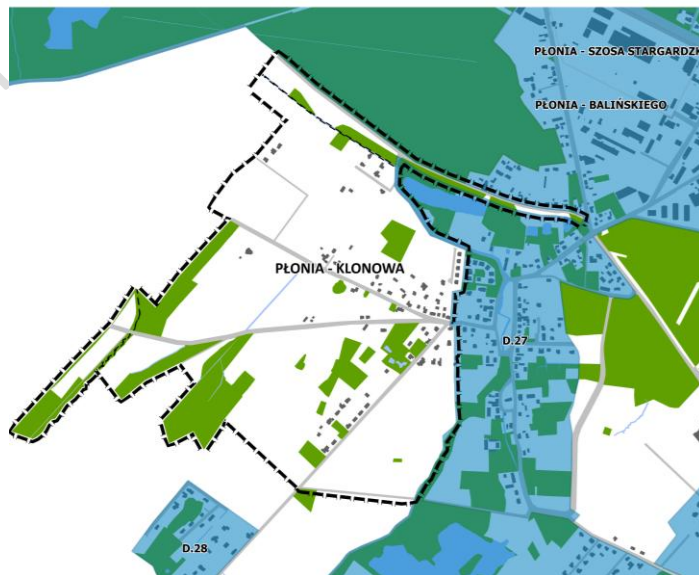 PŁONIA - SZOSA STARGARDZK
PŁONIA - BALIŃSKIEGO
PŁONIA - KLONOWA
D.27
D.28